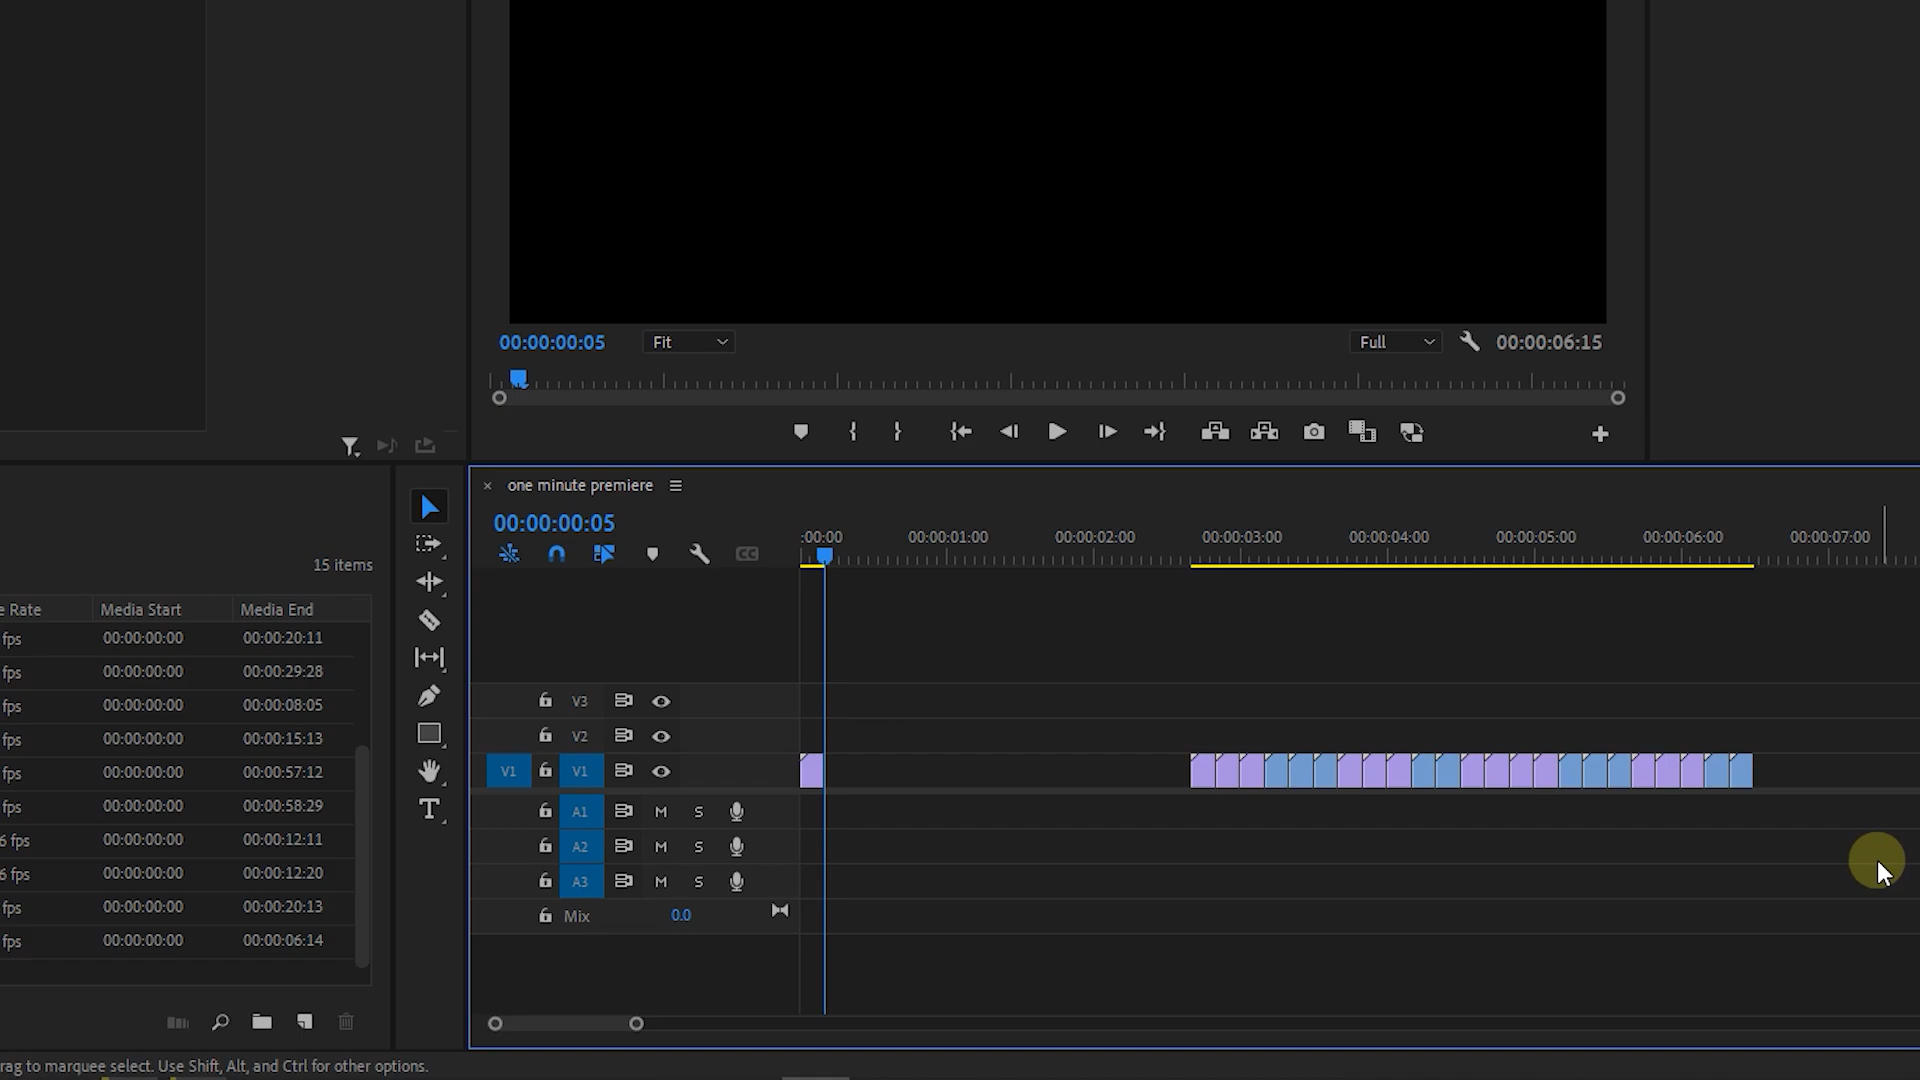 00:00:00:05 Fit Full 00:00:06:15
× one minute premiere
00:00:00:05
:00:00 00:00:01:00 00:00:02:00 00:00:03:00 00:00:04:00 00:00:05:00 00:00:06:00 00:00:07:00
CC
15 items
e Rate Media Start Media End
fps 00:00:00:00 00:00:20:11
fps 00:00:00:00 00:00:29:28
fps 00:00:00:00 00:00:08:05
fps 00:00:00:00 00:00:15:13
fps 00:00:00:00 00:00:57:12
fps 00:00:00:00 00:00:58:29
6 fps 00:00:00:00 00:00:12:11
6 fps 00:00:00:00 00:00:12:20
fps 00:00:00:00 00:00:20:13
fps 00:00:00:00 00:00:06:14
V3
V2
V1 V1
A1 M S
A2 M S
A3 M S
Mix 0.0
rag to marquee select. Use Shift, Alt, and Ctrl for other options.